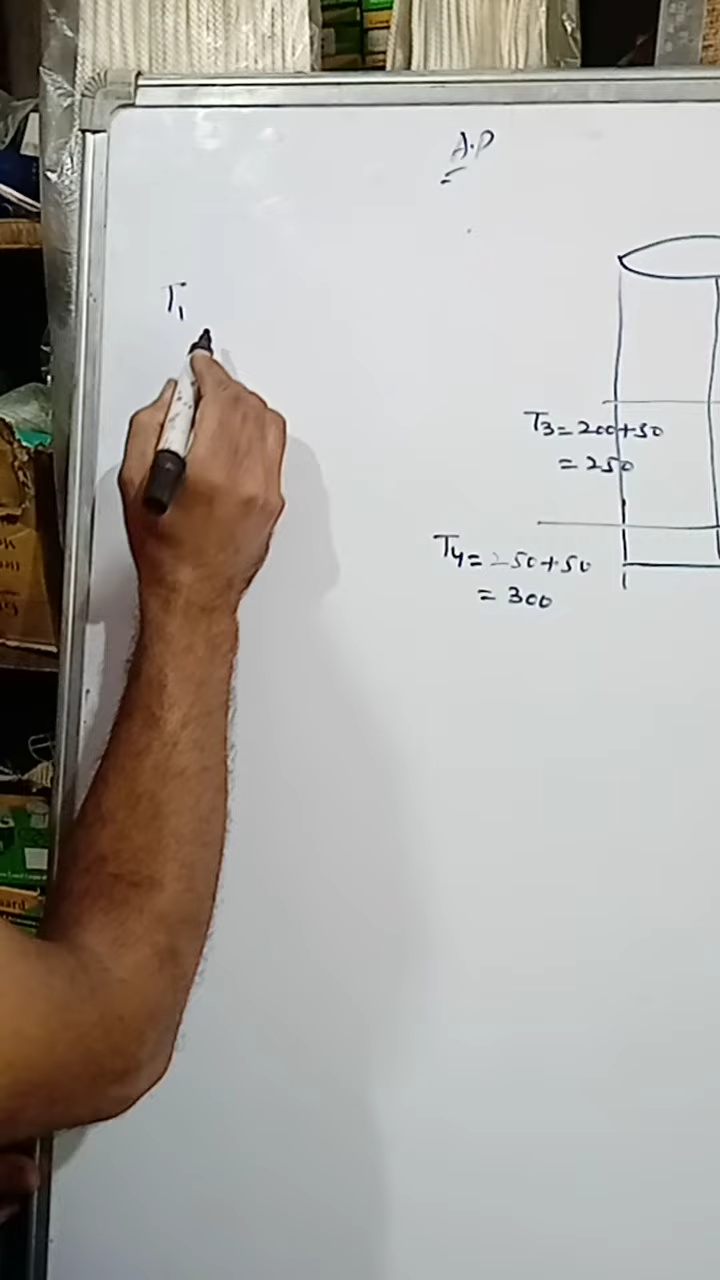 A.P
T1
T3 = 200+50
= 250
T4 = 250+50
= 300